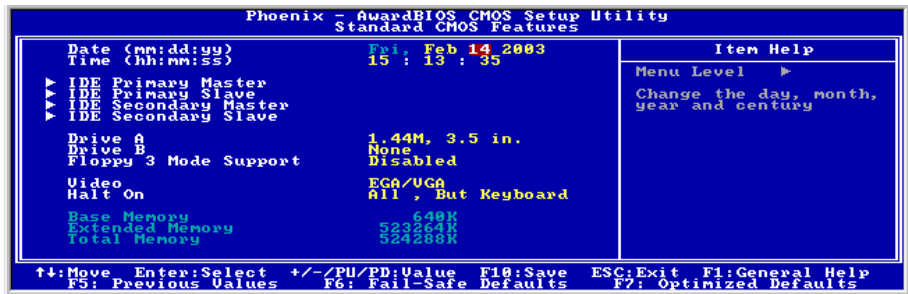 Phoenix - AwardBIOS CMOS Setup Utility
Standard CMOS Features
Date (mm:dd:yy) Fri, Feb 14 2003
Time (hh:mm:ss) 15 : 13 : 35
Item Help
Menu Level ►
Change the day, month,
year and century
► IDE Primary Master
► IDE Primary Slave
► IDE Secondary Master
► IDE Secondary Slave
Drive A 1.44M, 3.5 in.
Drive B None
Floppy 3 Mode Support Disabled
Video EGA/VGA
Halt On All , But Keyboard
Base Memory 640K
Extended Memory 523264K
Total Memory 524288K
↑↓:Move Enter:Select +/-/PU/PD:Value F10:Save ESC:Exit F1:General Help
F5: Previous Values F6: Fail-Safe Defaults F7: Optimized Defaults